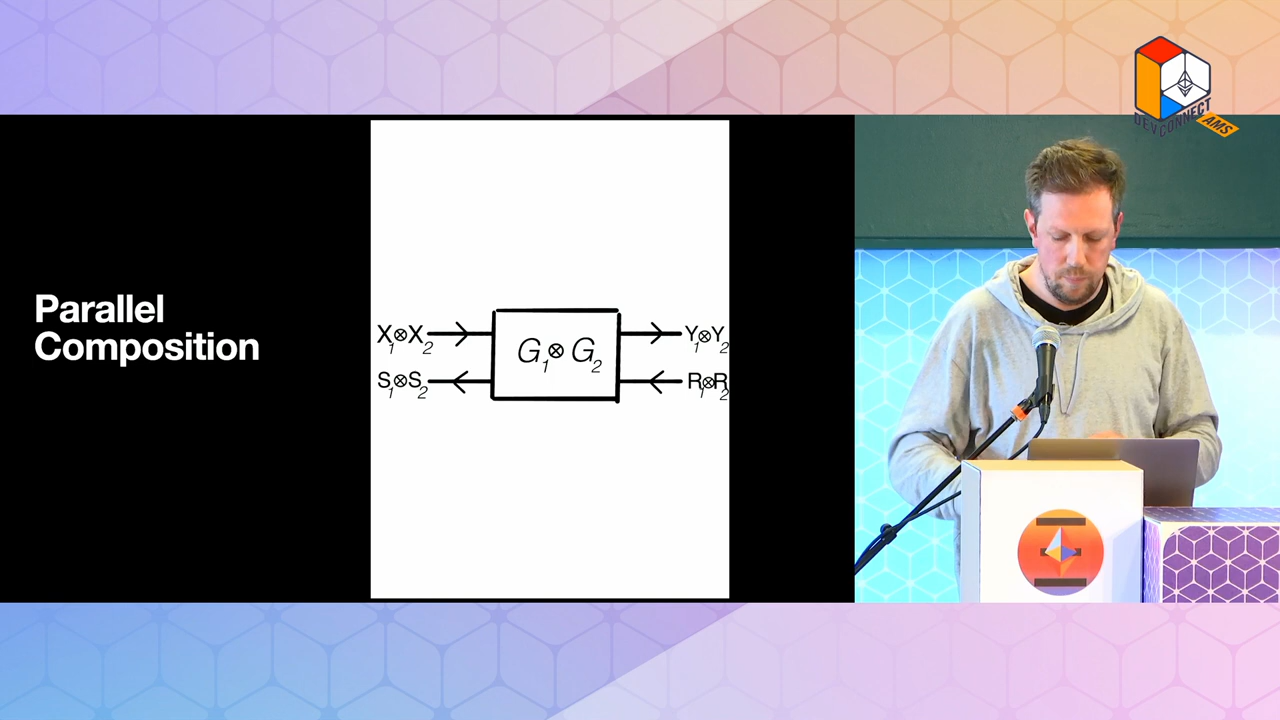 DEVCONNECT
AMS
Parallel
Composition
X₁⊗X₂
Y₁⊗Y₂
G₁⊗G₂
S₁⊗S₂
R₁⊗R₂